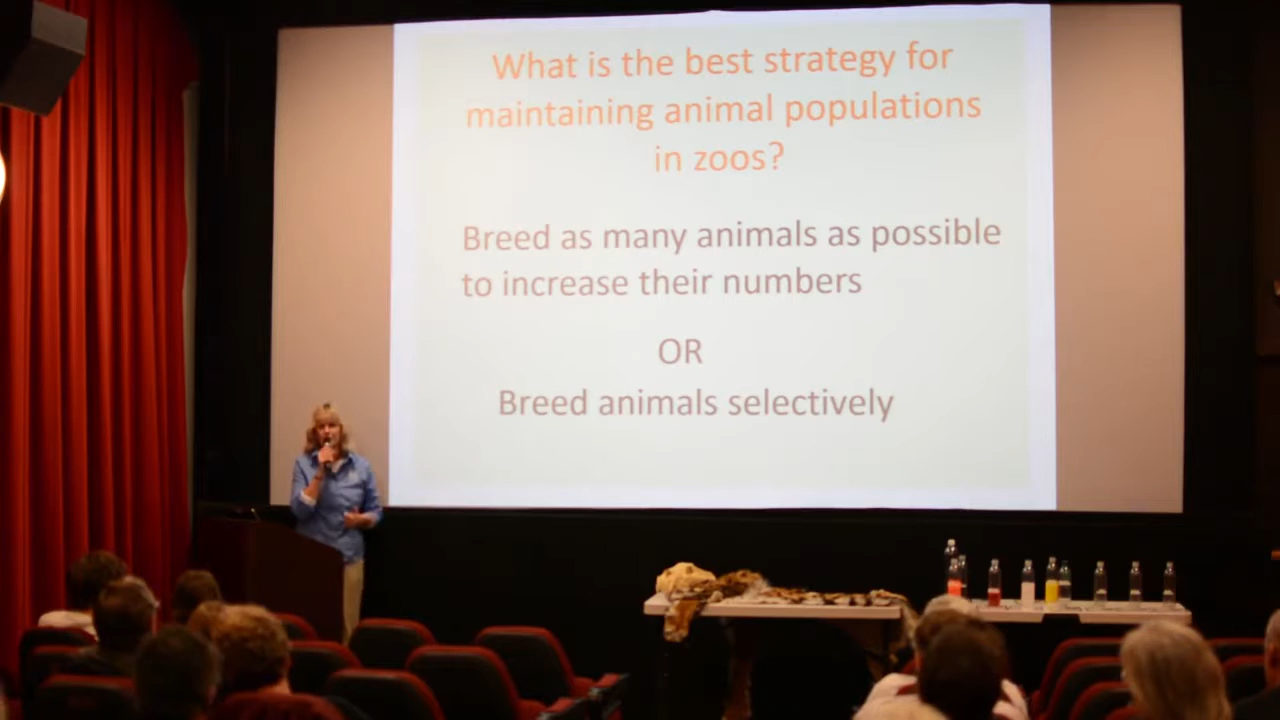 What is the best strategy for
maintaining animal populations
in zoos?
Breed as many animals as possible
to increase their numbers
OR
Breed animals selectively